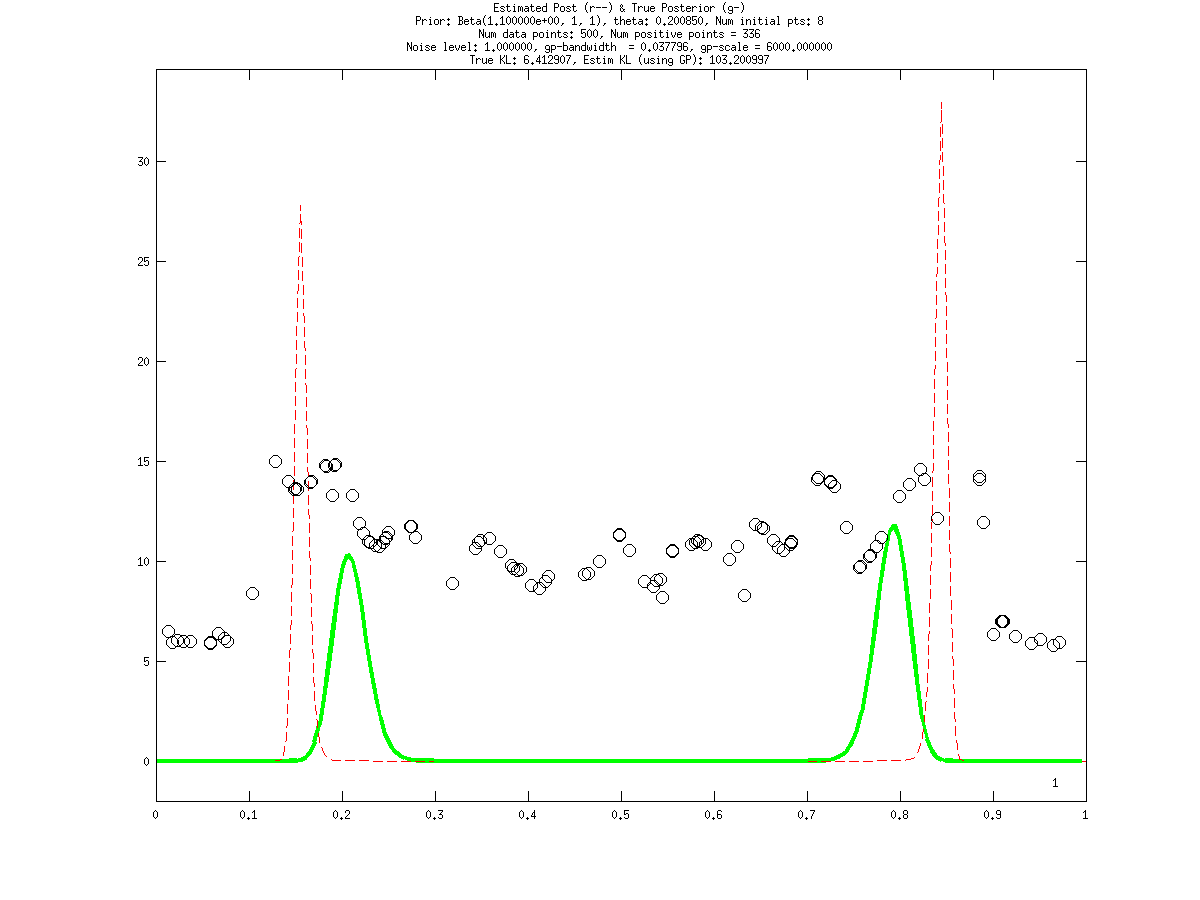 Estimated Post (r--) & True Posterior (g-)
Prior: Beta(1.100000e+00, 1, 1), theta: 0.200850, Num initial pts: 8
Num data points: 500, Num positive points = 336
Noise level: 1.000000, gp-bandwidth  = 0.037796, gp-scale = 6000.000000
True KL: 6.412907, Estim KL (using GP): 103.200997
30
25
20
15
10
5
0
1
0 0.1 0.2 0.3 0.4 0.5 0.6 0.7 0.8 0.9 1